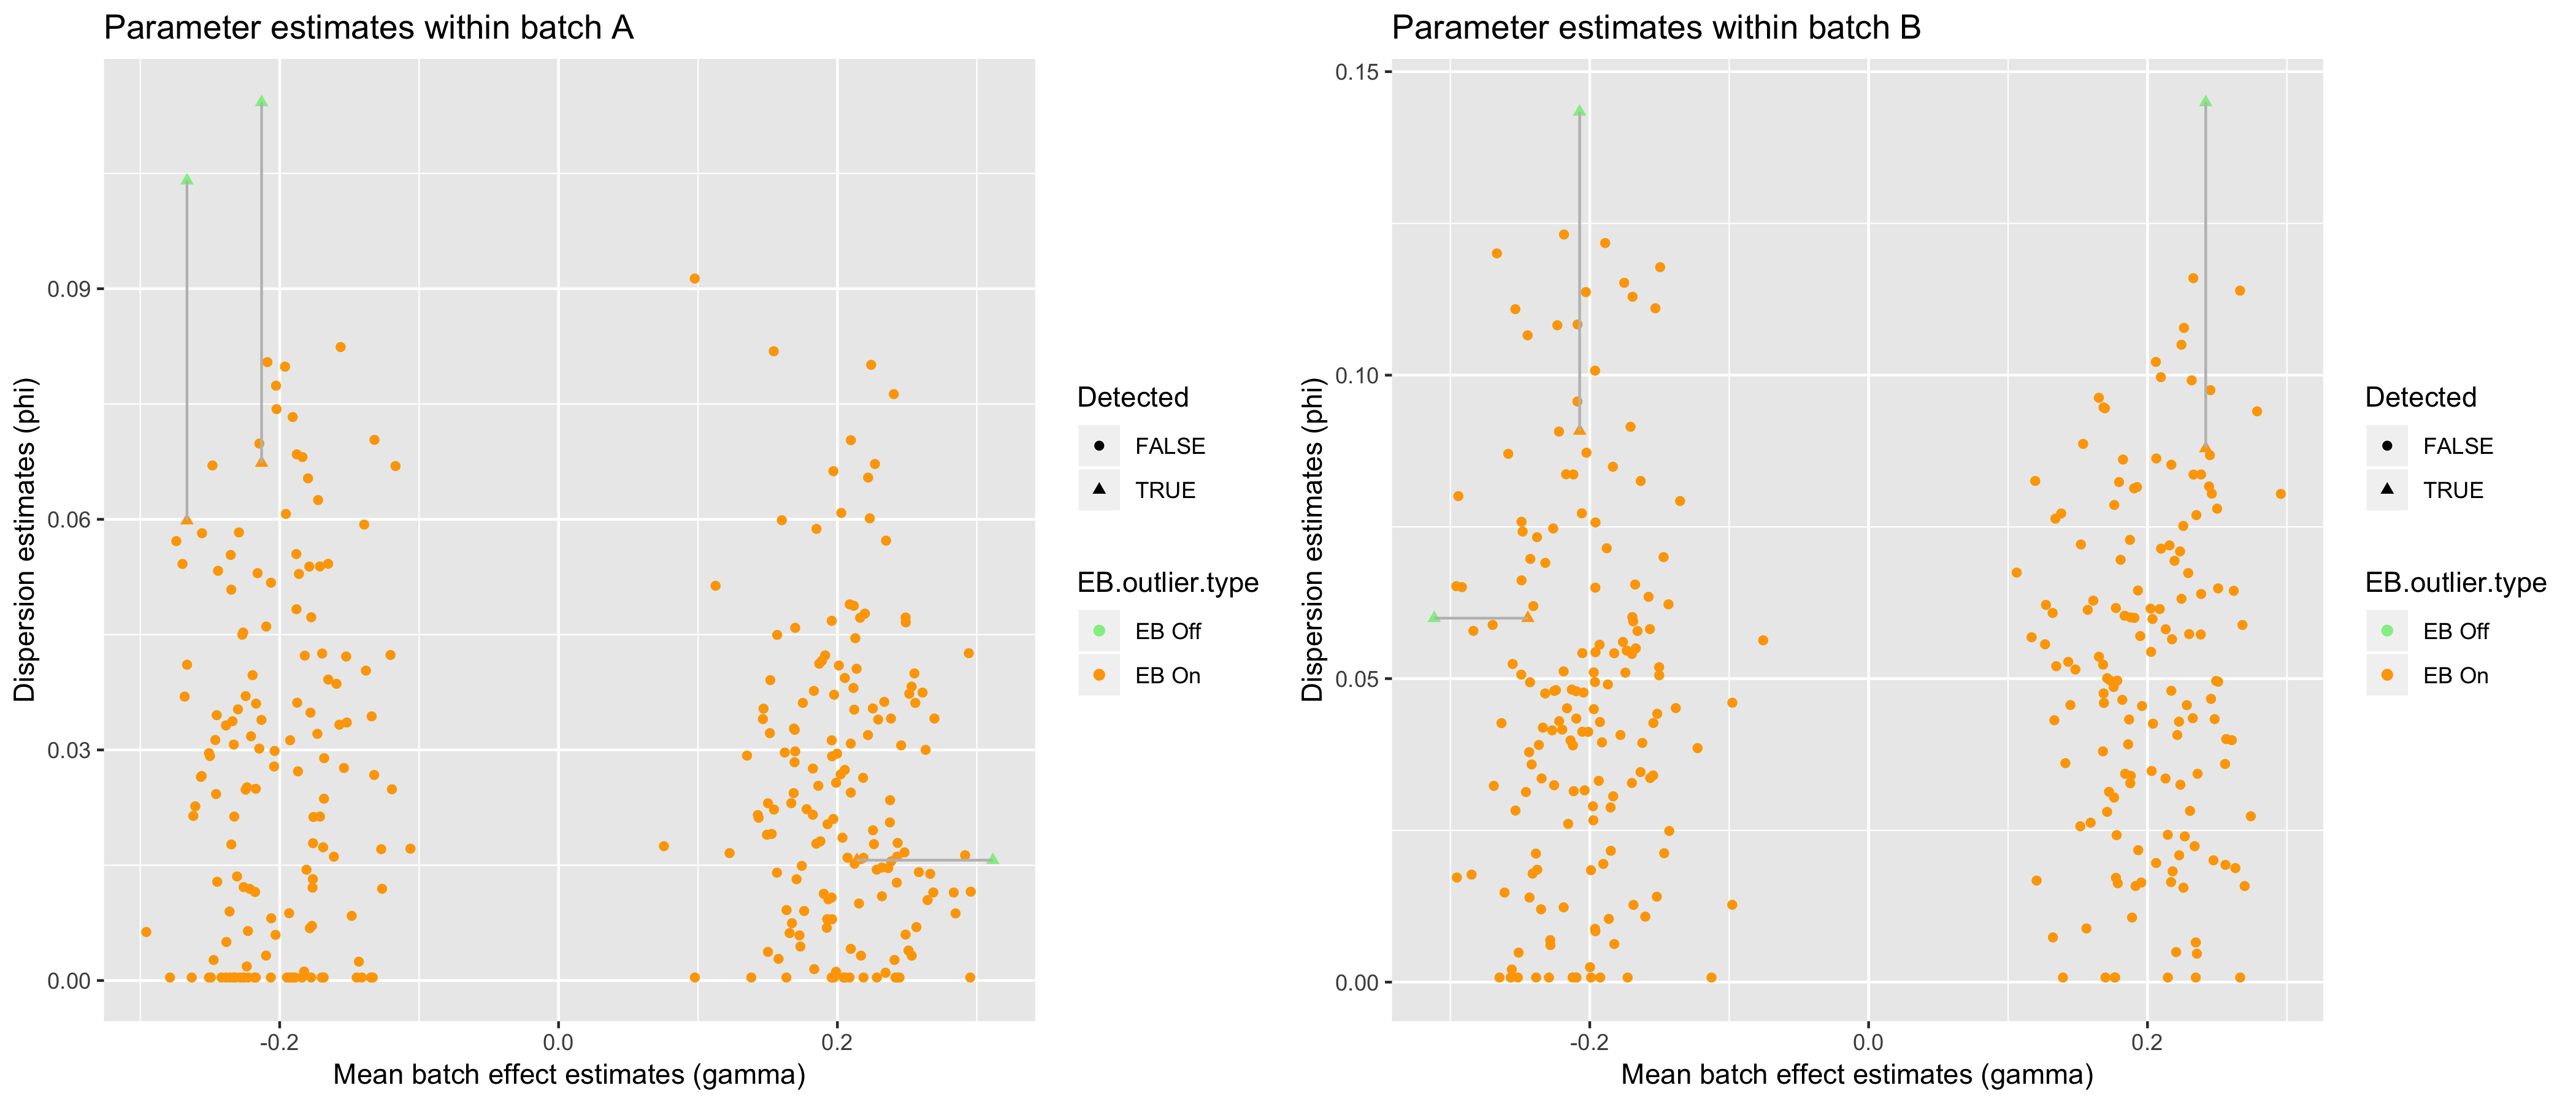 Parameter estimates within batch A
Dispersion estimates (phi)
0.09
0.06
0.03
0.00
-0.2
0.0
0.2
Mean batch effect estimates (gamma)
Detected
FALSE
TRUE
EB.outlier.type
EB Off
EB On
Parameter estimates within batch B
Dispersion estimates (phi)
0.15
0.10
0.05
0.00
-0.2
0.0
0.2
Mean batch effect estimates (gamma)
Detected
FALSE
TRUE
EB.outlier.type
EB Off
EB On